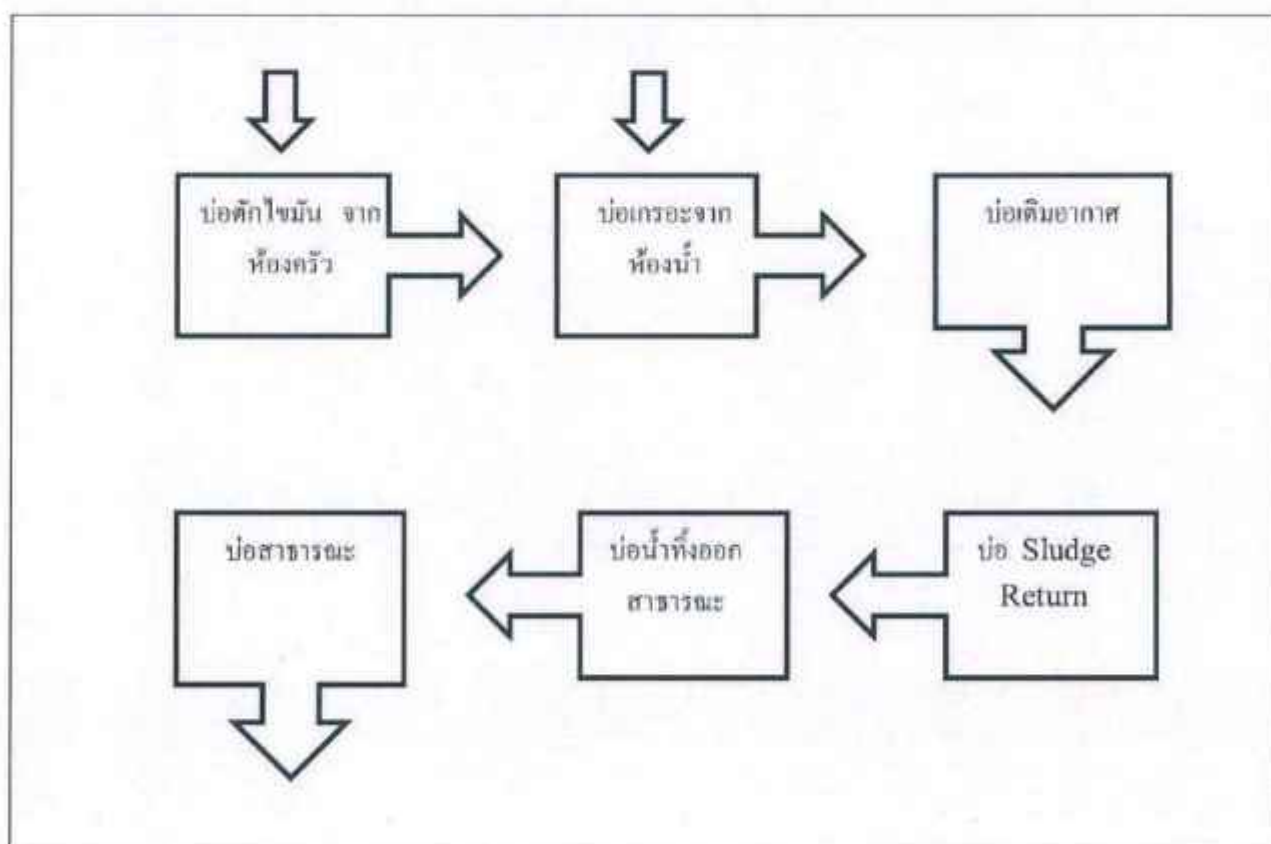 บ่อดักไขมัน จาก
ห้องครัว
บ่อเกรอะจาก
ห้องน้ำ
บ่อเติมอากาศ
บ่อสาธารณะ
บ่อน้ำทิ้งออก
สาธารณะ
บ่อ Sludge
Return